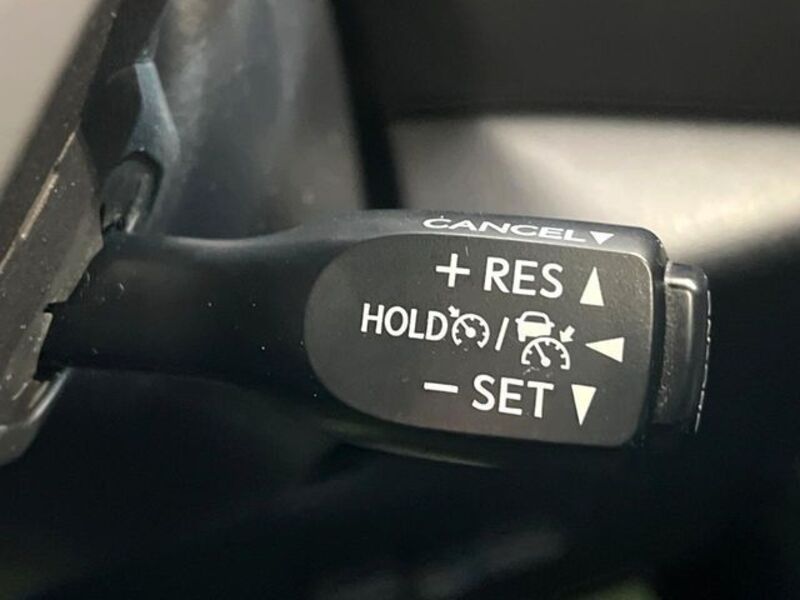 CANCEL▼
+ RES ▲
HOLD / ◀
− SET ▼